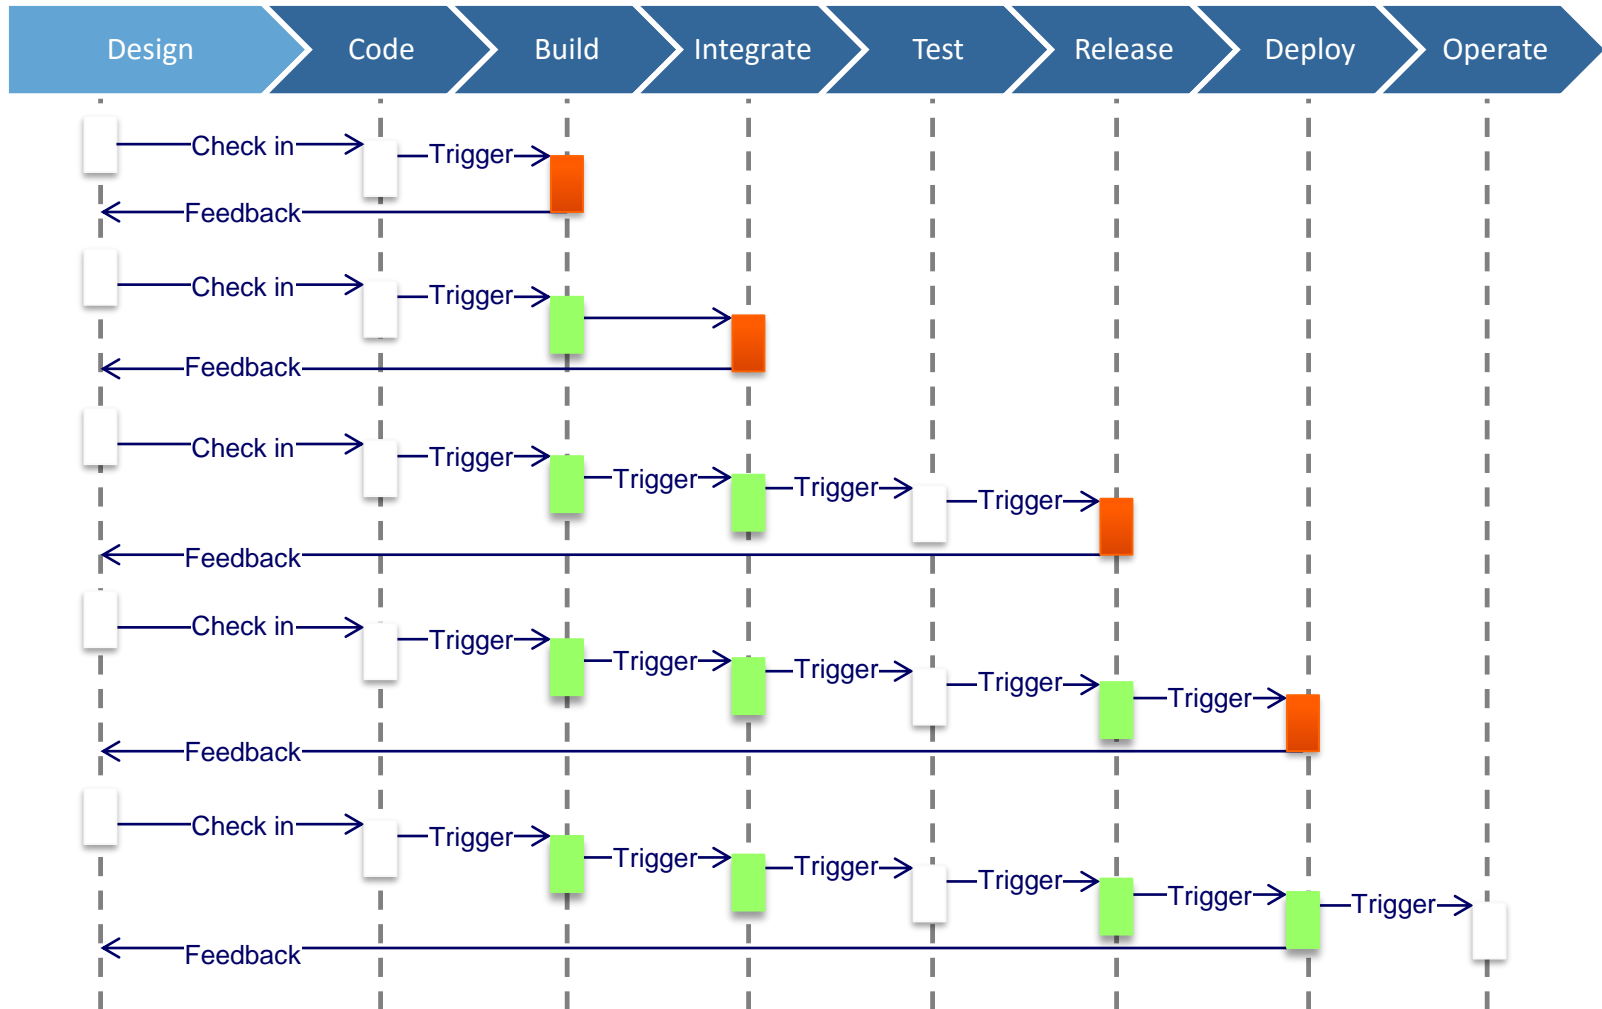 Design Code Build Integrate Test Release Deploy Operate
Check in Trigger
Feedback
Check in Trigger
Feedback
Check in Trigger Trigger Trigger Trigger
Feedback
Check in Trigger Trigger Trigger Trigger Trigger
Feedback
Check in Trigger Trigger Trigger Trigger Trigger Trigger
Feedback